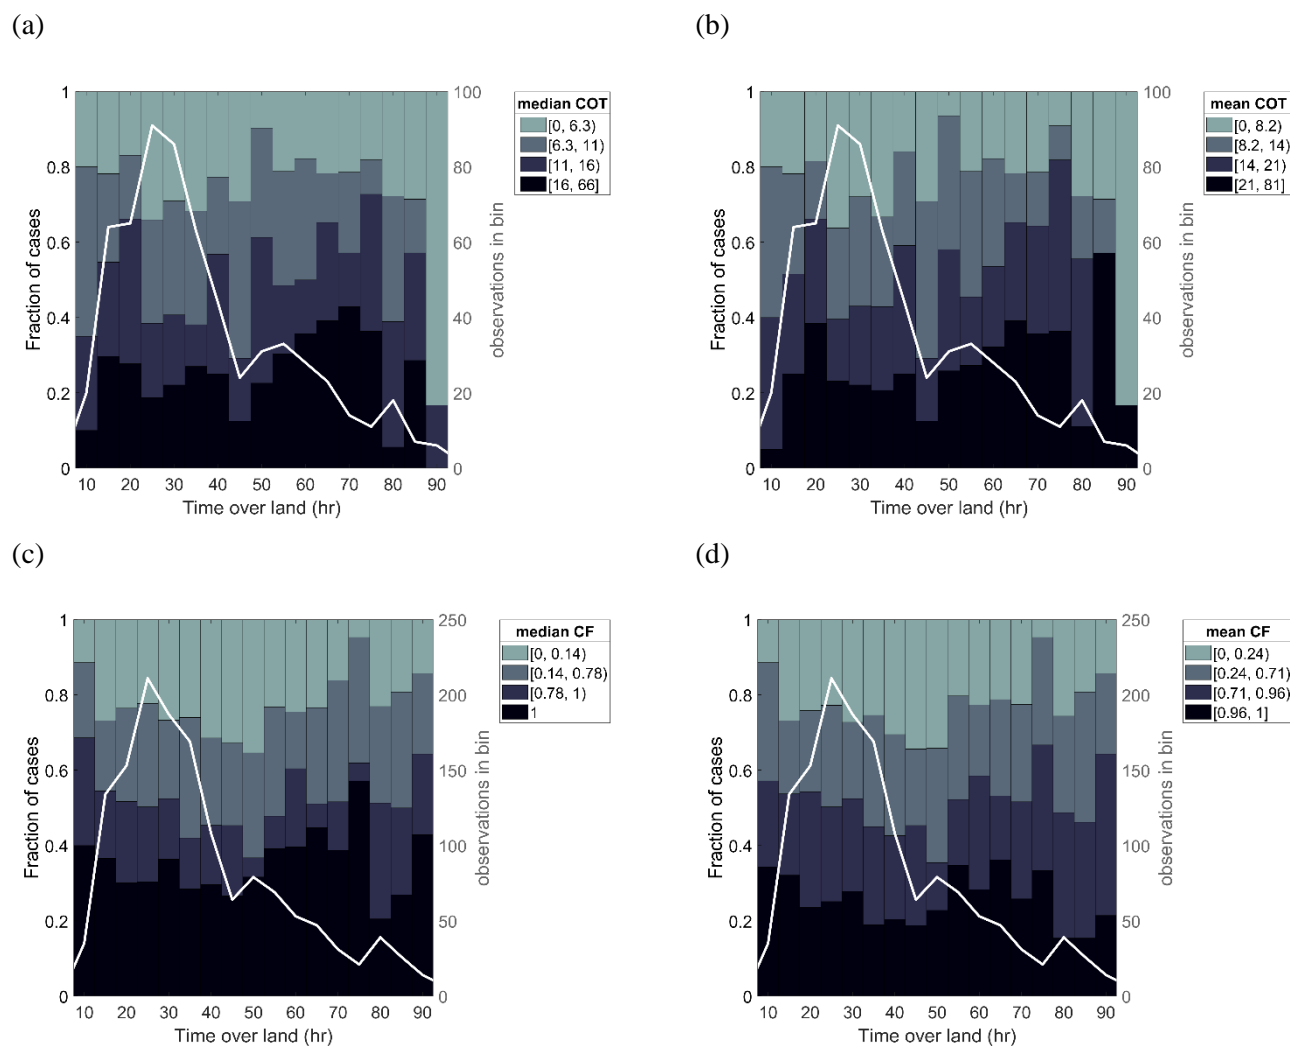 (a)
(b)
1
0.8
0.6
0.4
0.2
0
Fraction of cases
100
80
60
40
20
0
observations in bin
10 20 30 40 50 60 70 80 90
Time over land (hr)
median COT
[0, 6.3)
[6.3, 11)
[11, 16)
[16, 66]
1
0.8
0.6
0.4
0.2
0
Fraction of cases
100
80
60
40
20
0
observations in bin
10 20 30 40 50 60 70 80 90
Time over land (hr)
mean COT
[0, 8.2)
[8.2, 14)
[14, 21)
[21, 81]
(c)
(d)
1
0.8
0.6
0.4
0.2
0
Fraction of cases
250
200
150
100
50
0
observations in bin
10 20 30 40 50 60 70 80 90
Time over land (hr)
median CF
[0, 0.14)
[0.14, 0.78)
[0.78, 1)
1
1
0.8
0.6
0.4
0.2
0
Fraction of cases
250
200
150
100
50
0
observations in bin
10 20 30 40 50 60 70 80 90
Time over land (hr)
mean CF
[0, 0.24)
[0.24, 0.71)
[0.71, 0.96)
[0.96, 1]